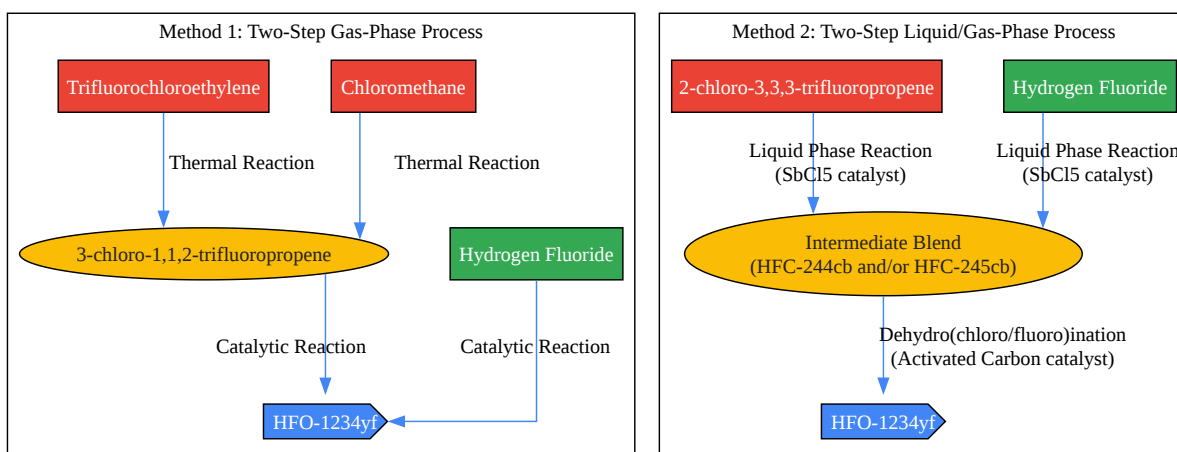 Method 1: Two-Step Gas-Phase Process
Trifluorochloroethylene
Chloromethane
Thermal Reaction
Thermal Reaction
3-chloro-1,1,2-trifluoropropene
Hydrogen Fluoride
Catalytic Reaction
Catalytic Reaction
HFO-1234yf
Method 2: Two-Step Liquid/Gas-Phase Process
2-chloro-3,3,3-trifluoropropene
Hydrogen Fluoride
Liquid Phase Reaction
(SbCl5 catalyst)
Liquid Phase Reaction
(SbCl5 catalyst)
Intermediate Blend
(HFC-244cb and/or HFC-245cb)
Dehydro(chloro/fluoro)ination
(Activated Carbon catalyst)
HFO-1234yf